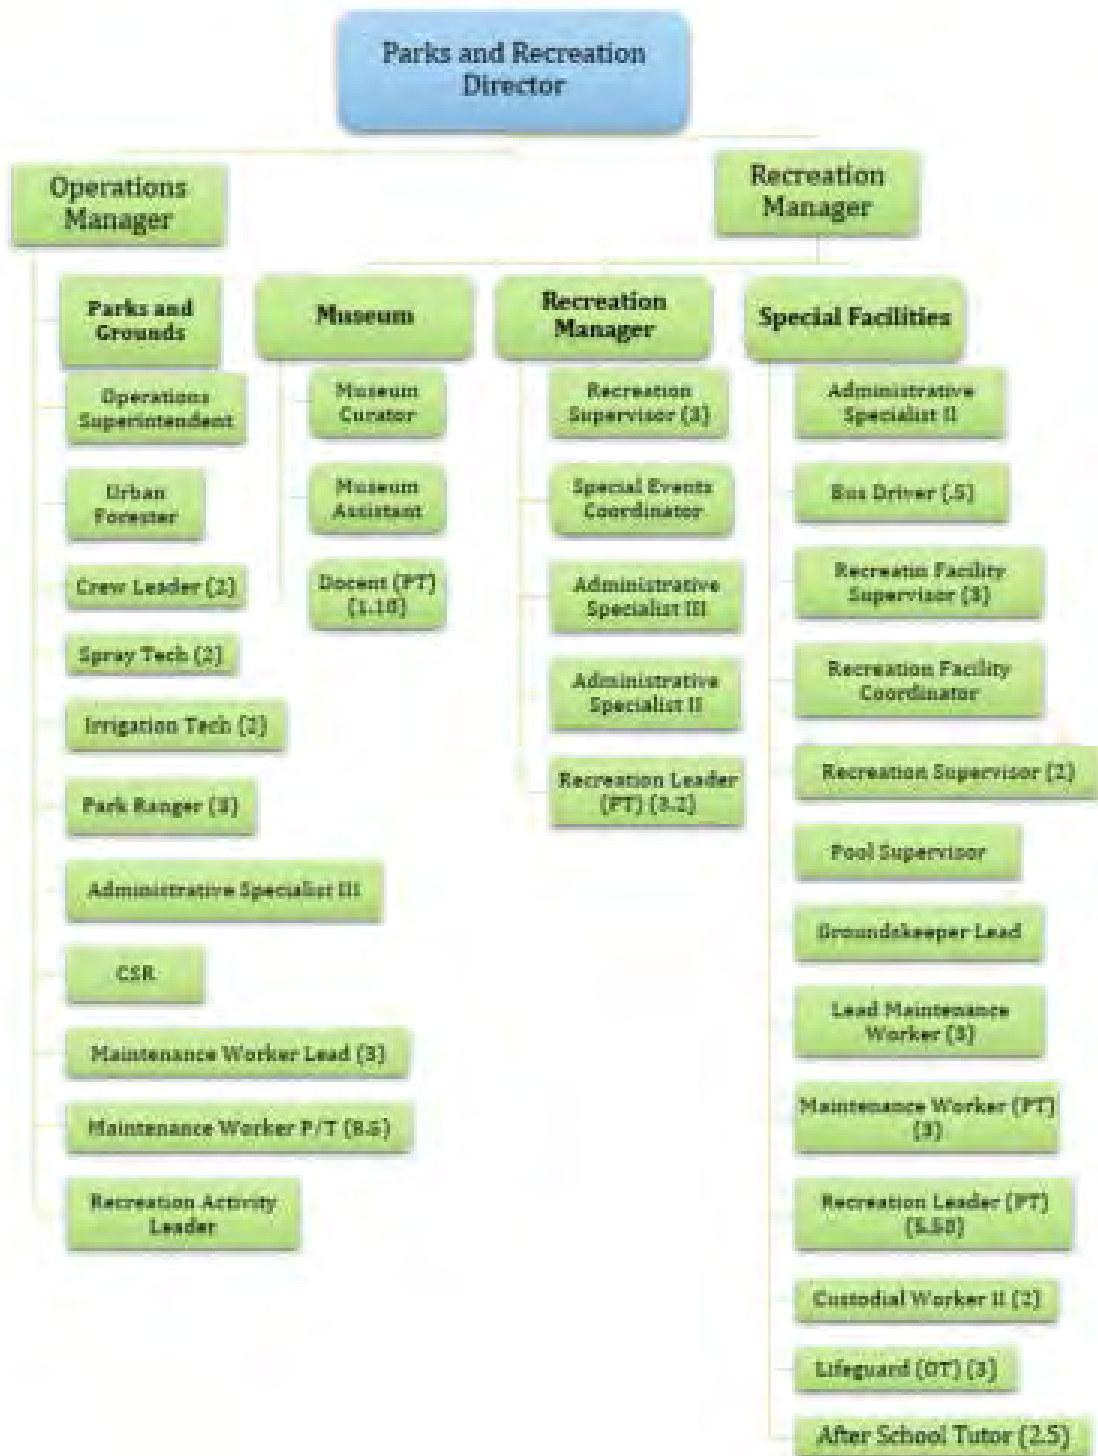 Parks and Recreation
Director
Operations
Manager
Recreation
Manager
Parks and
Grounds
Operations
Superintendent
Urban
Forester
Crew Leader (2)
Spray Tech (2)
Irrigation Tech (2)
Park Ranger (3)
Administrative Specialist III
CSR
Maintenance Worker Lead (3)
Maintenance Worker P/T (8.5)
Recreation Activity
Leader
Museum
Museum
Curator
Museum
Assistant
Docent (PT)
(1.10)
Recreation
Manager
Recreation
Supervisor (3)
Special Events
Coordinator
Administrative
Specialist III
Administrative
Specialist II
Recreation Leader
(PT) (3.2)
Special Facilities
Administrative
Specialist II
Bus Driver (.5)
Recreatin Facility
Supervisor (3)
Recreation Facility
Coordinator
Recreation Supervisor (2)
Pool Supervisor
Groundskeeper Lead
Lead Maintenance
Worker (3)
Maintenance Worker (PT)
(3)
Recreation Leader (PT)
(5.50)
Custodial Worker II (2)
Lifeguard (OT) (3)
After School Tutor (2.5)